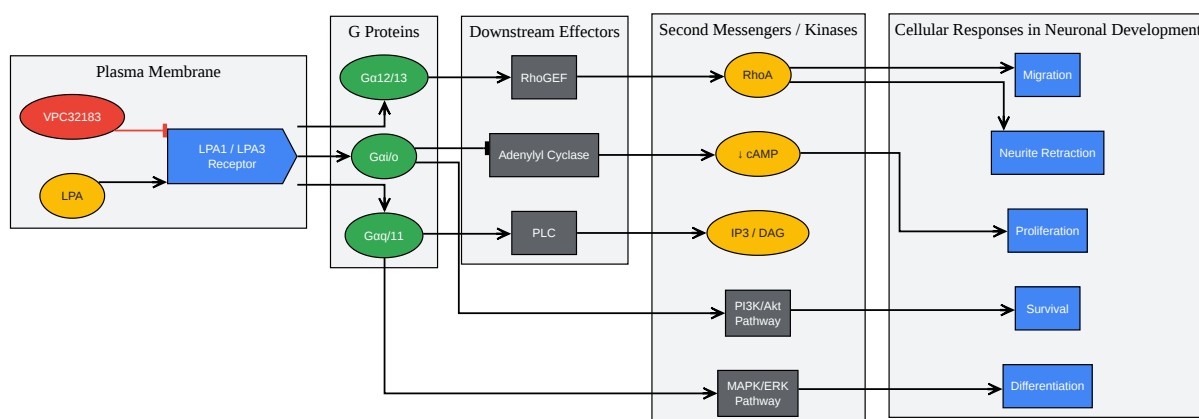 Plasma Membrane
VPC32183
LPA
LPA1 / LPA3
Receptor
G Proteins
Gα12/13
Gαi/o
Gαq/11
Downstream Effectors
RhoGEF
Adenylyl Cyclase
PLC
Second Messengers / Kinases
RhoA
↓ cAMP
IP3 / DAG
PI3K/Akt
Pathway
MAPK/ERK
Pathway
Cellular Responses in Neuronal Development
Migration
Neurite Retraction
Proliferation
Survival
Differentiation